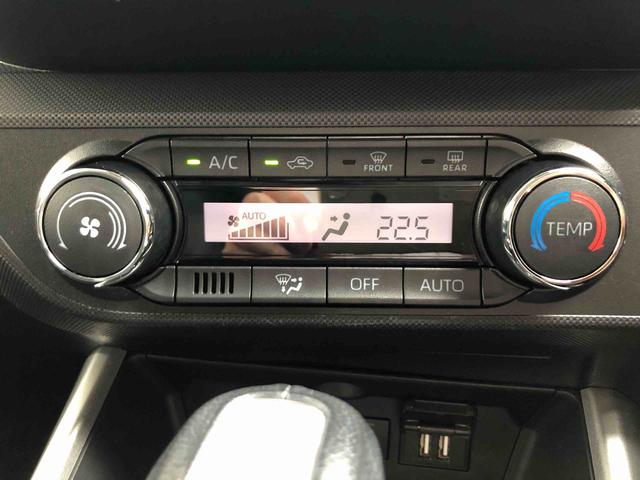 A/C
FRONT
REAR
AUTO
22.5
TEMP
OFF
AUTO